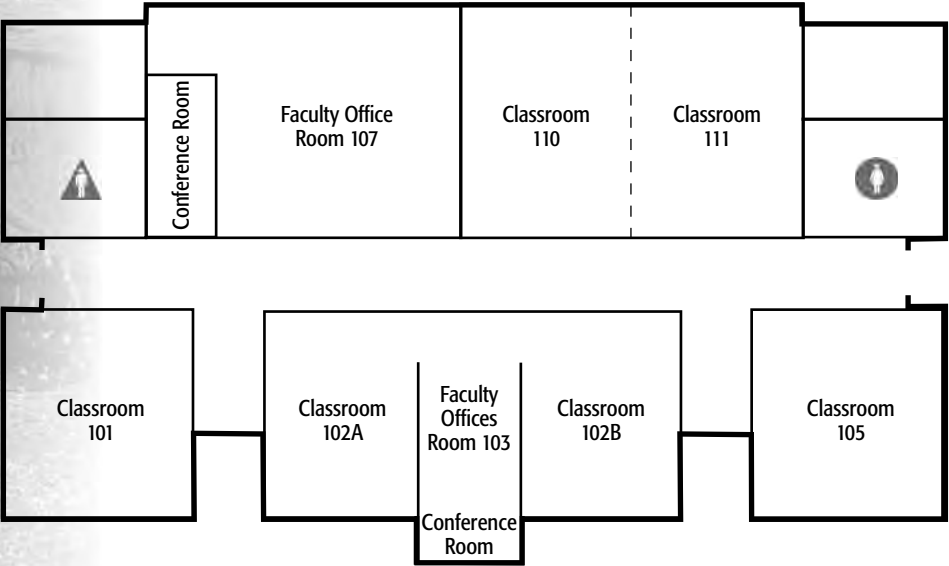 Conference Room
Faculty Office
Room 107
Classroom
110
Classroom
111
Classroom
101
Classroom
102A
Faculty
Offices
Room 103
Classroom
102B
Classroom
105
Conference
Room